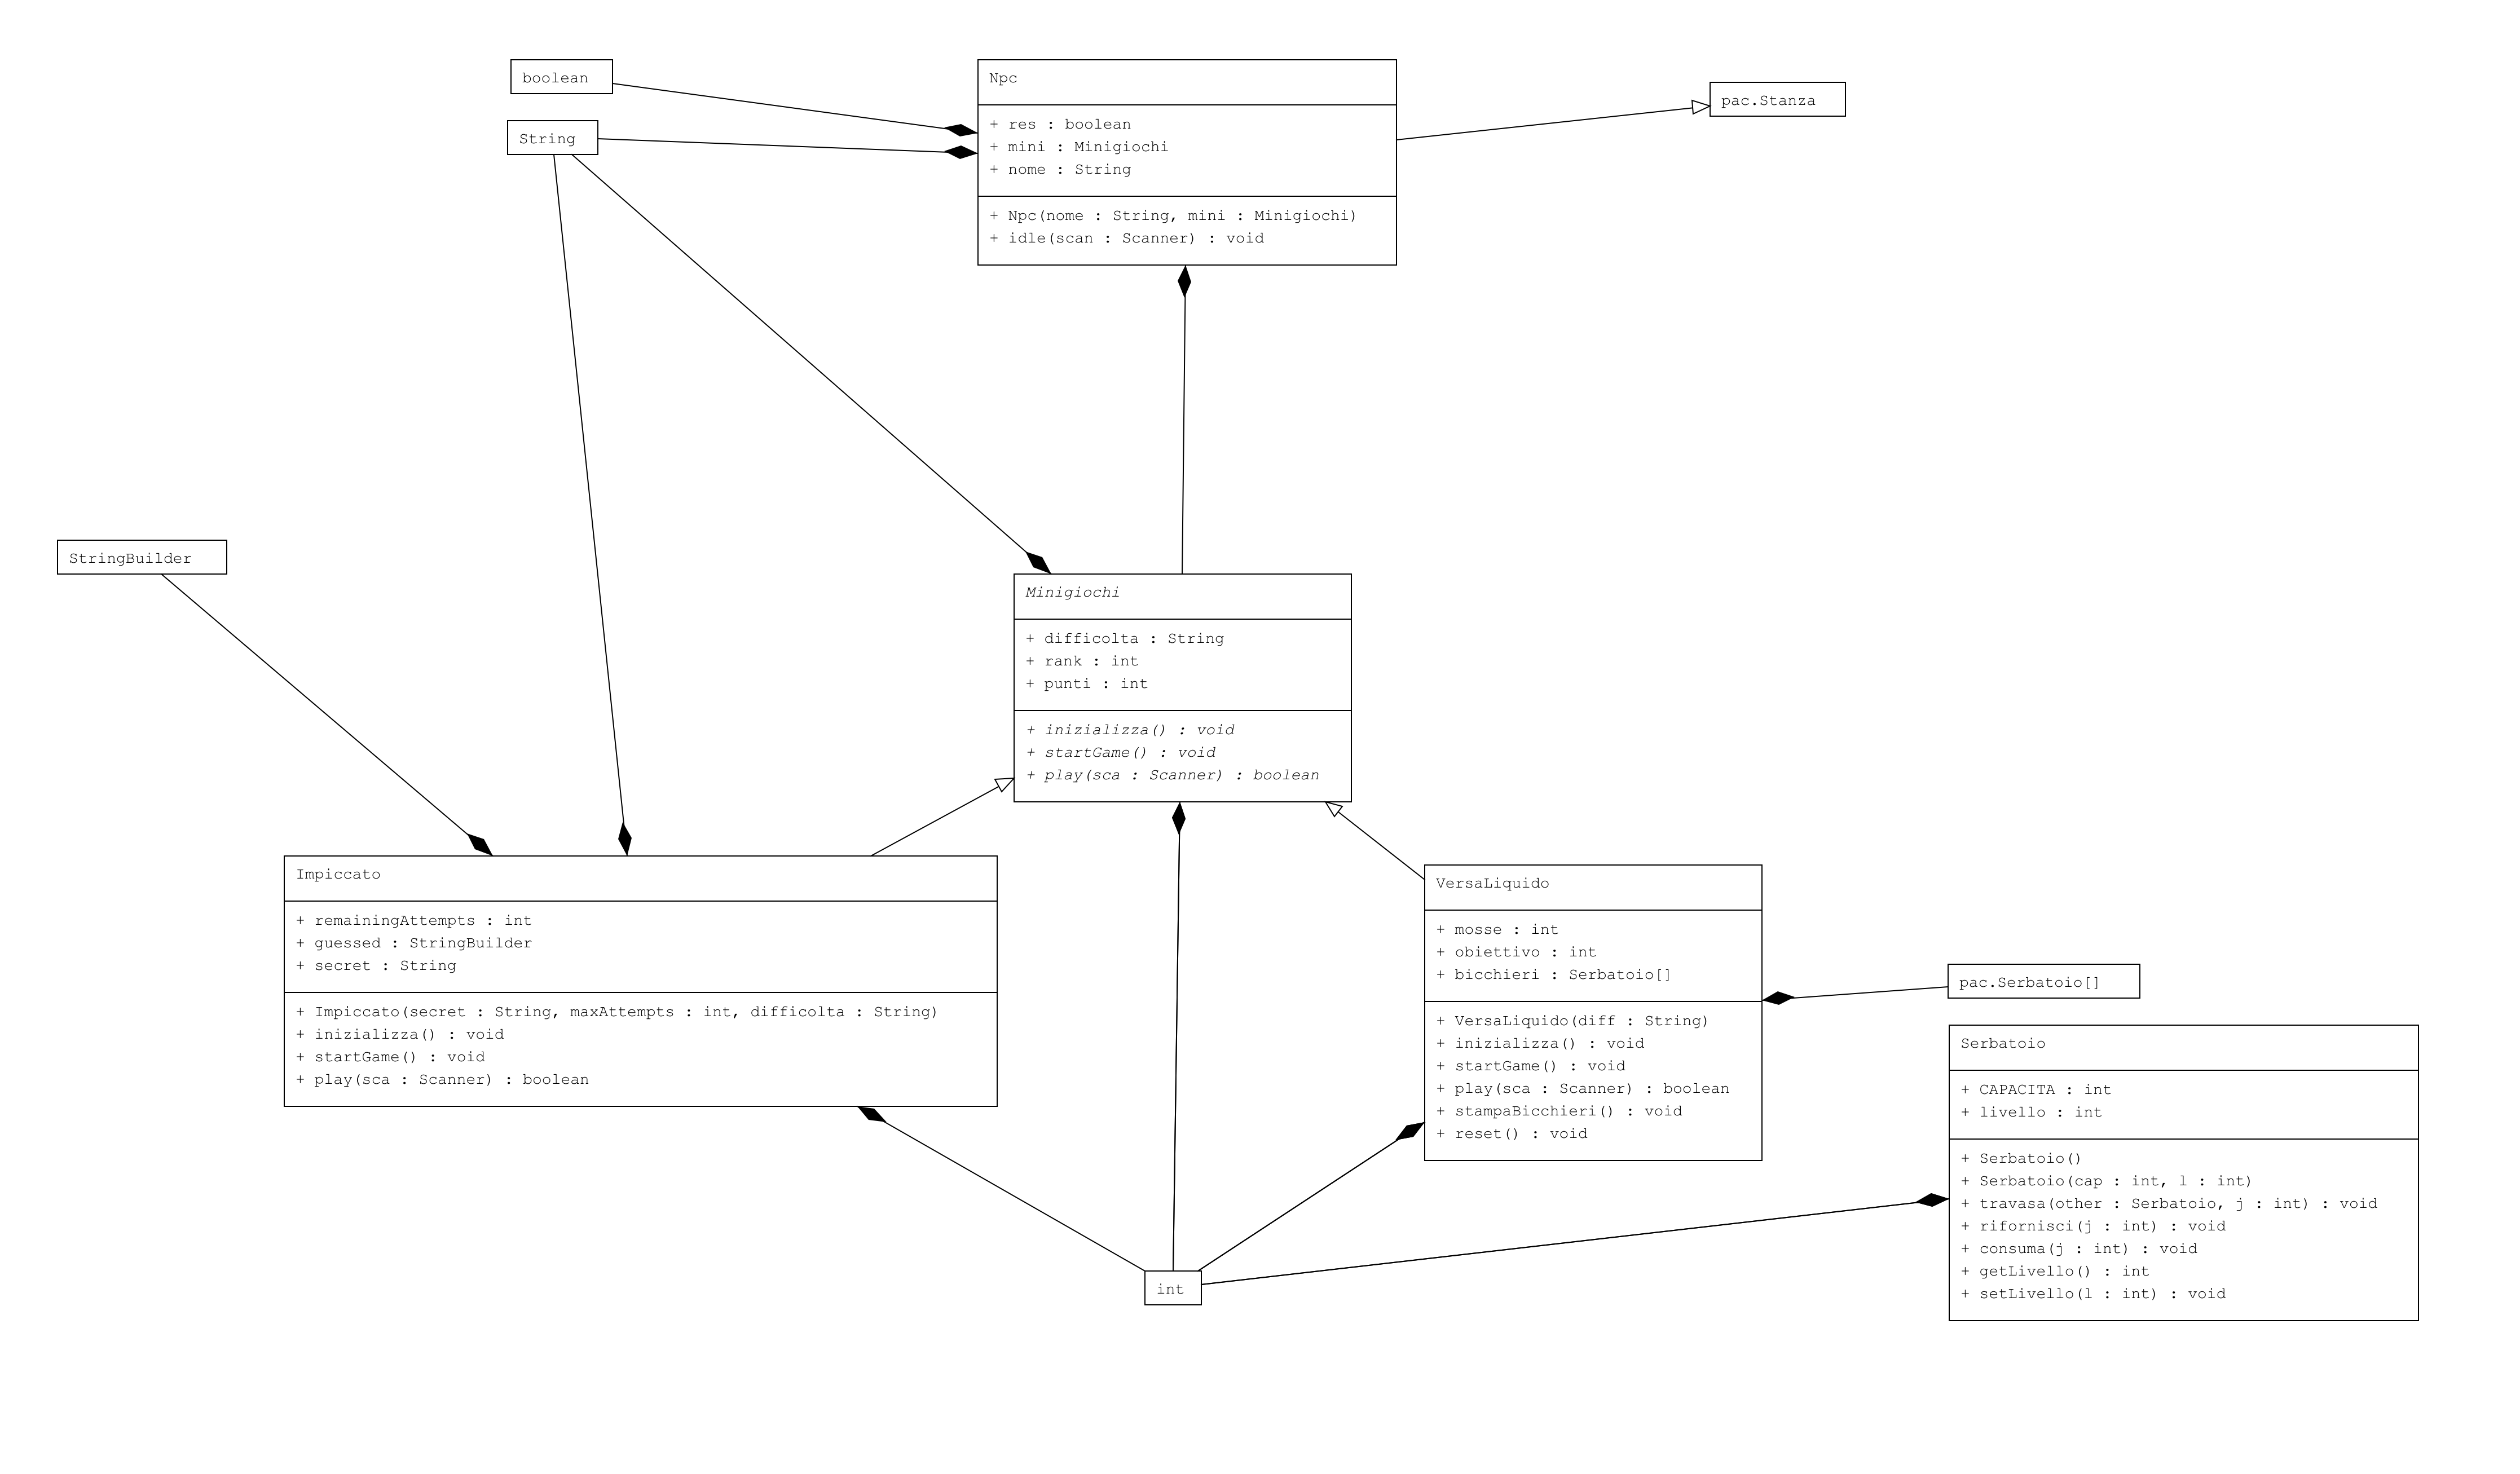 boolean
String
Npc
+ res : boolean
+ mini : Minigiochi
+ nome : String
+ Npc(nome : String, mini : Minigiochi)
+ idle(scan : Scanner) : void
pac.Stanza
StringBuilder
Minigiochi
+ difficolta : String
+ rank : int
+ punti : int
+ inizializza() : void
+ startGame() : void
+ play(sca : Scanner) : boolean
Impiccato
+ remainingAttempts : int
+ guessed : StringBuilder
+ secret : String
+ Impiccato(secret : String, maxAttempts : int, difficolta : String)
+ inizializza() : void
+ startGame() : void
+ play(sca : Scanner) : boolean
VersaLiquido
+ mosse : int
+ obiettivo : int
+ bicchieri : Serbatoio[]
+ VersaLiquido(diff : String)
+ inizializza() : void
+ startGame() : void
+ play(sca : Scanner) : boolean
+ stampaBicchieri() : void
+ reset() : void
pac.Serbatoio[]
Serbatoio
+ CAPACITA : int
+ livello : int
+ Serbatoio()
+ Serbatoio(cap : int, l : int)
+ travasa(other : Serbatoio, j : int) : void
+ rifornisci(j : int) : void
+ consuma(j : int) : void
+ getLivello() : int
+ setLivello(l : int) : void
int